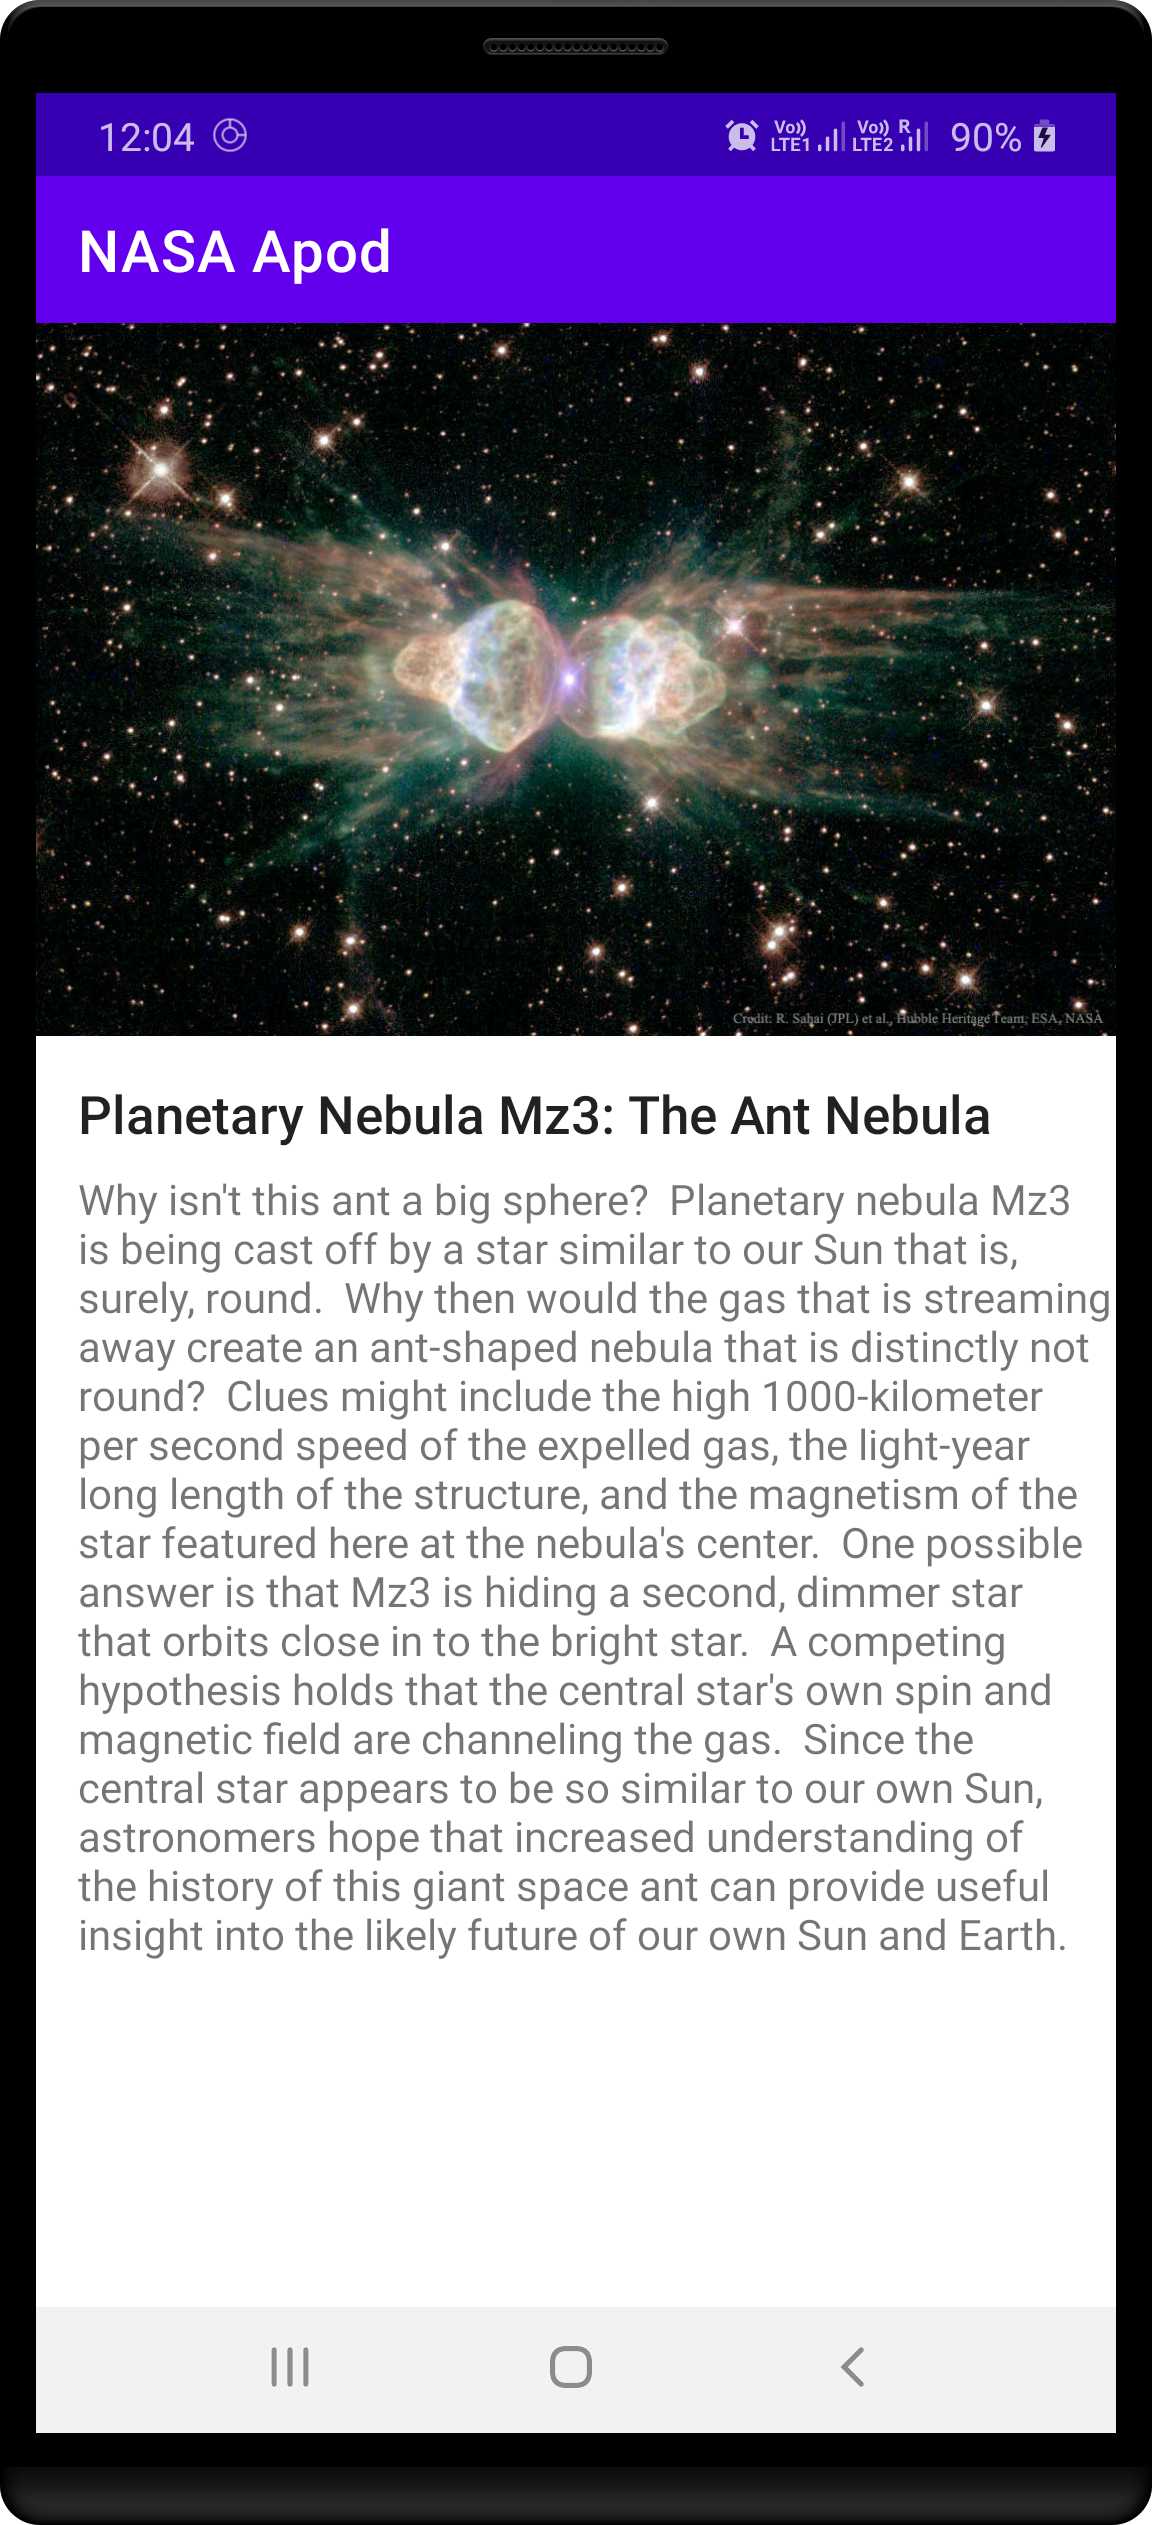 12:04 Vo)) LTE1 Vo)) LTE2 R 90%
NASA Apod
Credit: R. Sahai (JPL) et al., Hubble Heritage Team, ESA, NASA
Planetary Nebula Mz3: The Ant Nebula
Why isn't this ant a big sphere?  Planetary nebula Mz3
is being cast off by a star similar to our Sun that is,
surely, round.  Why then would the gas that is streaming
away create an ant-shaped nebula that is distinctly not
round?  Clues might include the high 1000-kilometer
per second speed of the expelled gas, the light-year
long length of the structure, and the magnetism of the
star featured here at the nebula's center.  One possible
answer is that Mz3 is hiding a second, dimmer star
that orbits close in to the bright star.  A competing
hypothesis holds that the central star's own spin and
magnetic field are channeling the gas.  Since the
central star appears to be so similar to our own Sun,
astronomers hope that increased understanding of
the history of this giant space ant can provide useful
insight into the likely future of our own Sun and Earth.